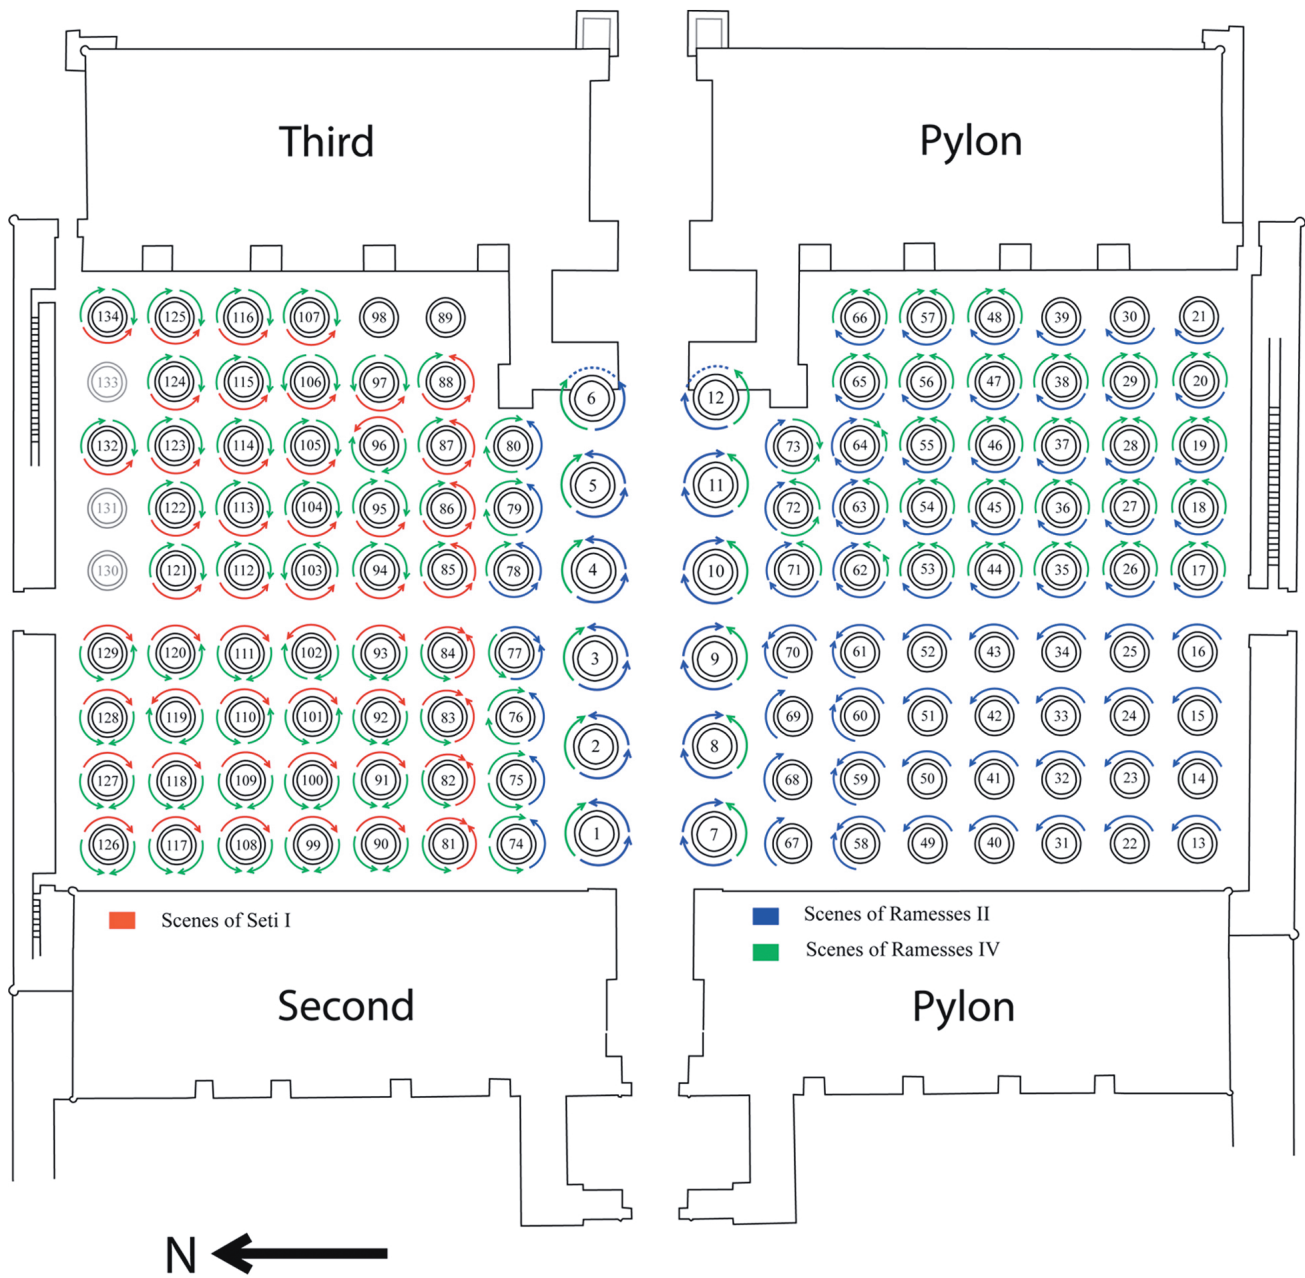 Third Pylon
134 125 116 107 98 89 66 57 48 39 30 21
133 124 115 106 97 88 6 12 65 56 47 38 29 20
132 123 114 105 96 87 80 73 64 55 46 37 28 19
131 122 113 104 95 86 79 5 11 72 63 54 45 36 27 18
130 121 112 103 94 85 78 4 10 71 62 53 44 35 26 17
129 120 111 102 93 84 77 3 9 70 61 52 43 34 25 16
128 119 110 101 92 83 76 2 8 69 60 51 42 33 24 15
127 118 109 100 91 82 75 68 59 50 41 32 23 14
126 117 108 99 90 81 74 1 7 67 58 49 40 31 22 13
Scenes of Seti I
Scenes of Ramesses II
Scenes of Ramesses IV
Second Pylon
N